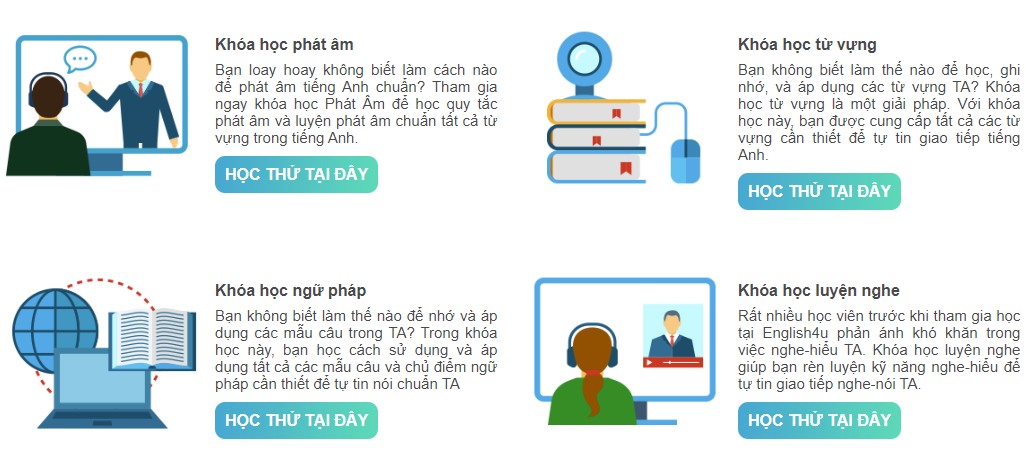 Khóa học phát âm
Bạn loay hoay không biết làm cách nào
để phát âm tiếng Anh chuẩn? Tham gia
ngay khóa học Phát Âm để học quy tắc
phát âm và luyện phát âm chuẩn tất cả từ
vựng trong tiếng Anh.
HỌC THỬ TẠI ĐÂY
Khóa học từ vựng
Bạn không biết làm thế nào để học, ghi
nhớ, và áp dụng các từ vựng TA? Khóa
học từ vựng là một giải pháp. Với khóa
học này, bạn được cung cấp tất cả các từ
vựng cần thiết để tự tin giao tiếp tiếng
Anh.
HỌC THỬ TẠI ĐÂY
Khóa học ngữ pháp
Bạn không biết làm thế nào để nhớ và áp
dụng các mẫu câu trong TA? Trong khóa
học này, bạn học cách sử dụng và áp
dụng tất cả các mẫu câu và chủ điểm ngữ
pháp cần thiết để tự tin nói chuẩn TA
HỌC THỬ TẠI ĐÂY
Khóa học luyện nghe
Rất nhiều học viên trước khi tham gia học
tại English4u phản ánh khó khăn trong
việc nghe-hiểu TA. Khóa học luyện nghe
giúp bạn rèn luyện kỹ năng nghe-hiểu để
tự tin giao tiếp nghe-nói TA.
HỌC THỬ TẠI ĐÂY